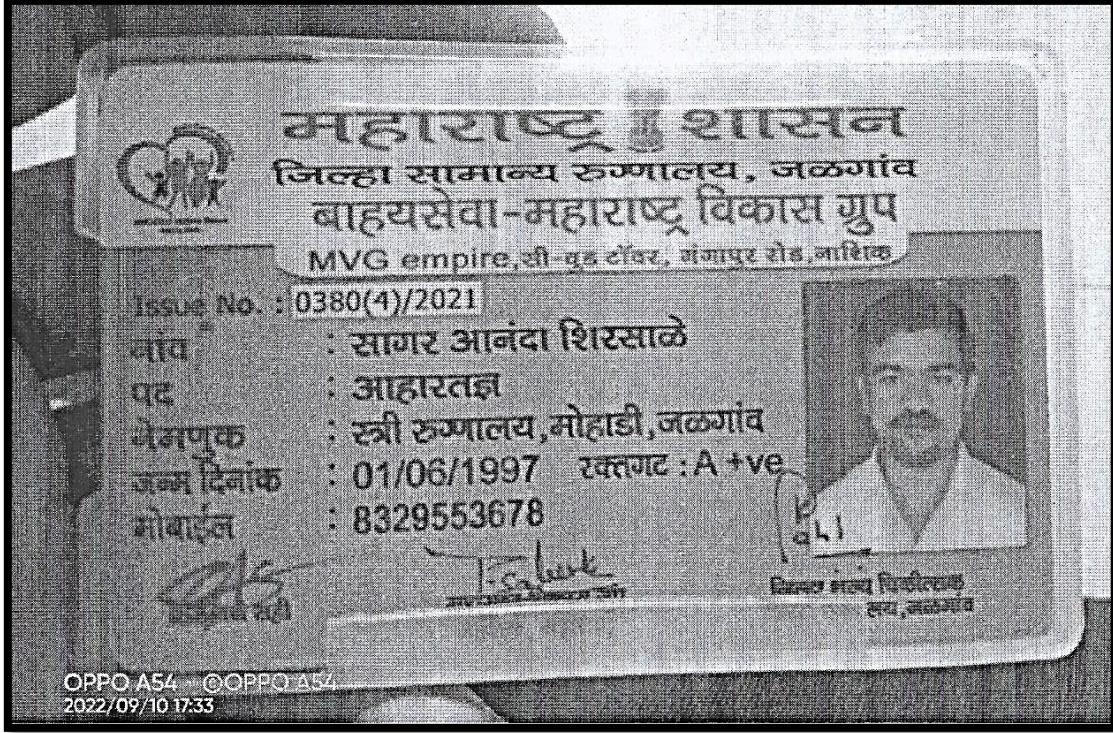 महाराष्ट्र शासन
जिल्हा सामान्य रुग्णालय, जळगांव
बाहयसेवा-महाराष्ट्र विकास ग्रुप
MVG empire,सी-वुड टॉवर, गंगापुर रोड,नाशिक
Issue No. : 0380(4)/2021
नांव : सागर आनंदा शिरसाळे
पद : आहारतज्ञ
नेमणुक : स्त्री रुग्णालय,मोहाडी,जळगांव
जन्म दिनांक : 01/06/1997 रक्तगट : A +ve
मोबाईल : 8329553678
जळगांव
OPPO A54 ©OPPO A54
2022/09/10 17:33